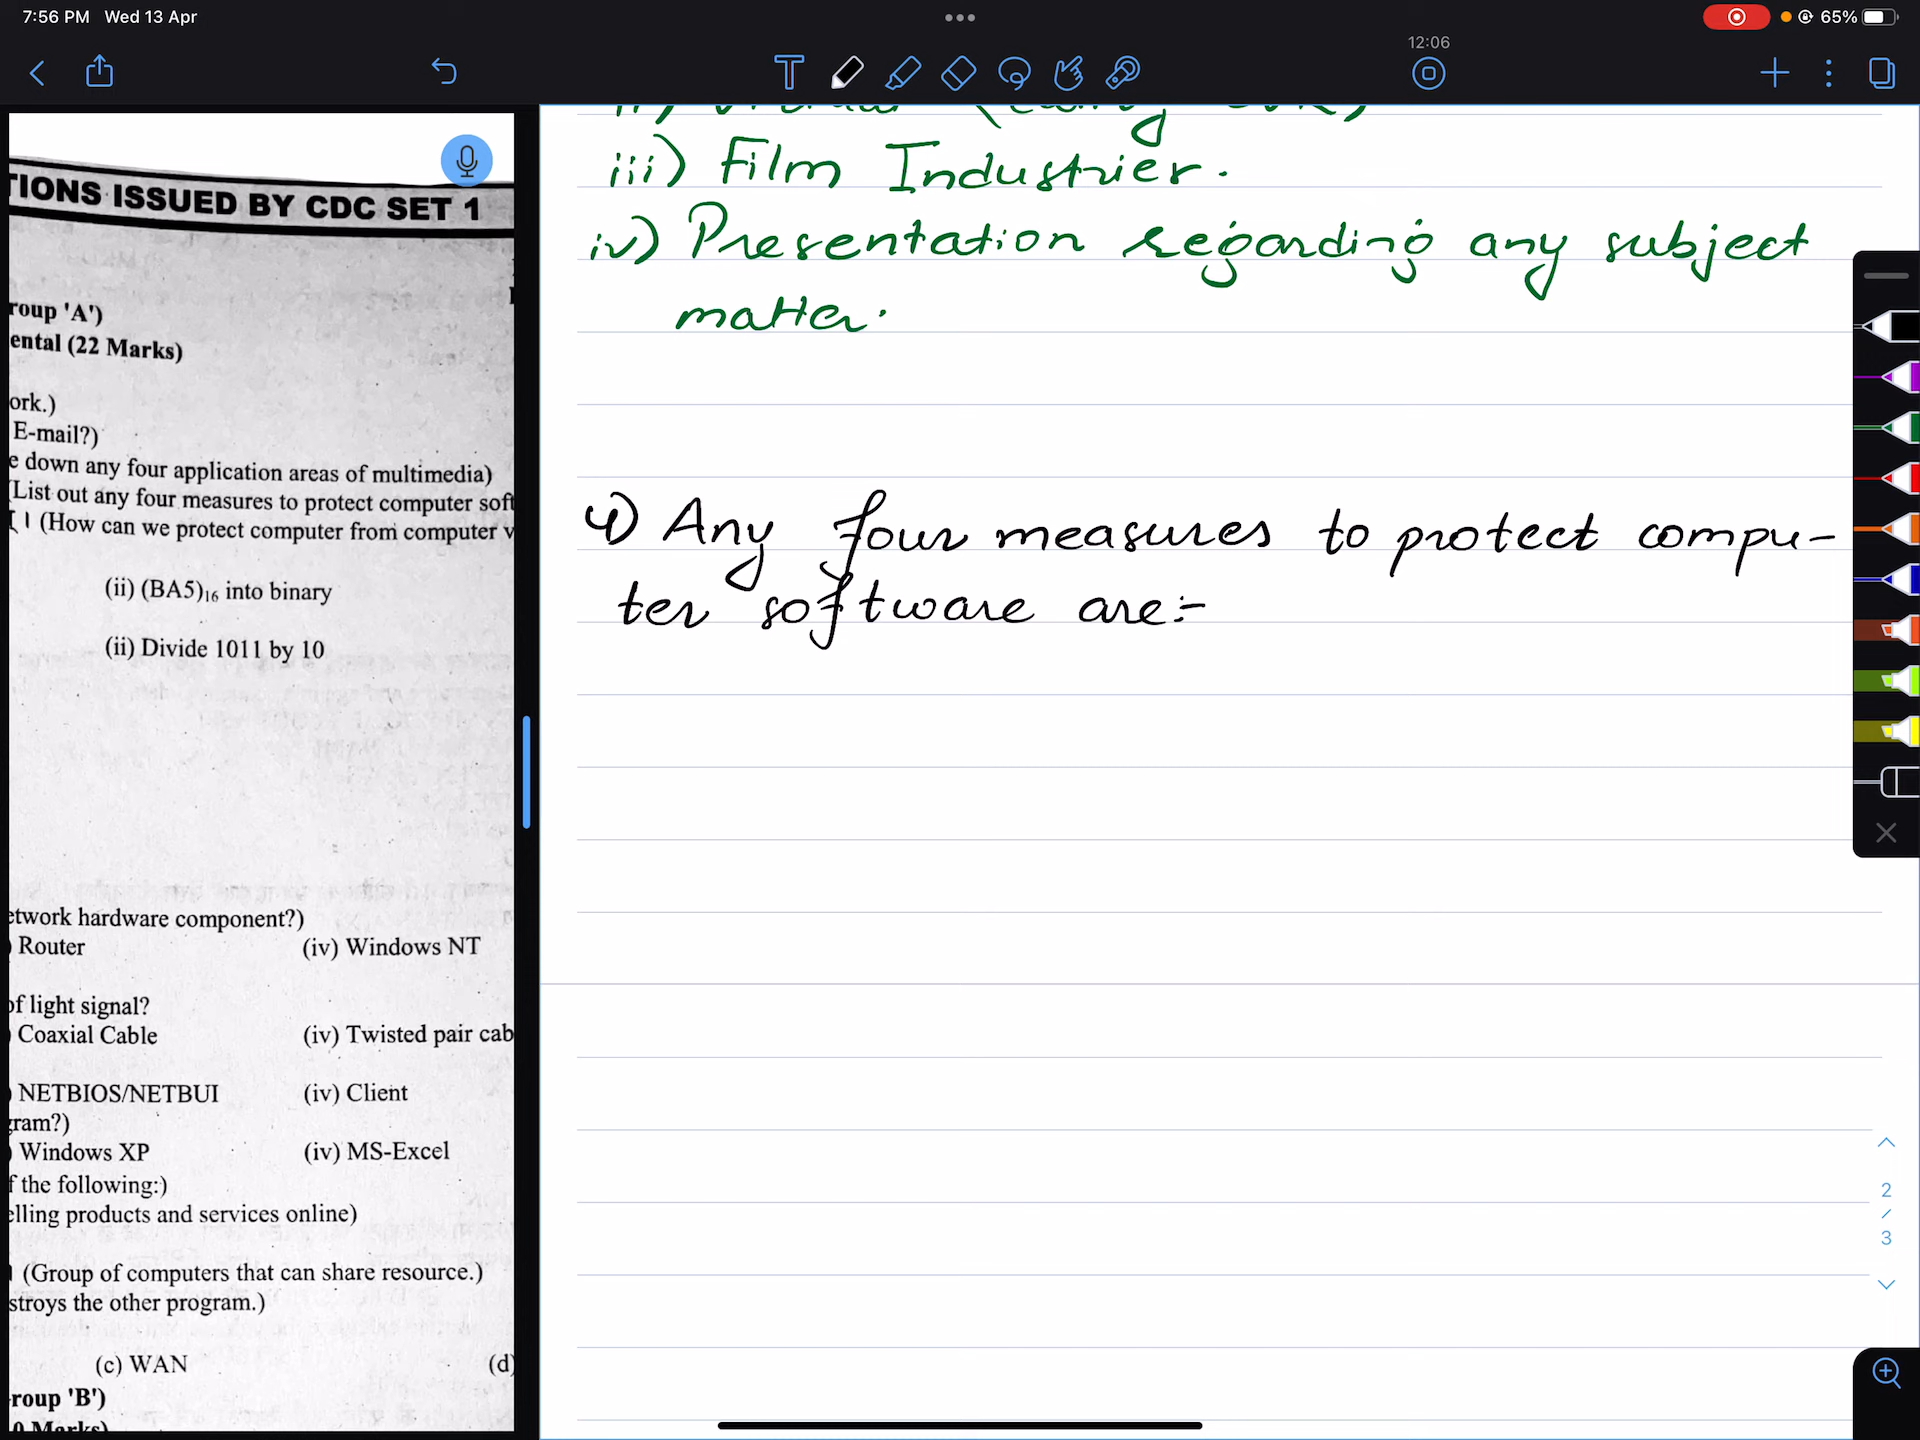 7:56 PM Wed 13 Apr
65%
12:06
TIONS ISSUED BY CDC SET 1
roup 'A')
ental (22 Marks)
ork.)
E-mail?)
e down any four application areas of multimedia)
(List out any four measures to protect computer soft
(How can we protect computer from computer v
(ii) (BA5)16 into binary
(ii) Divide 1011 by 10
etwork hardware component?)
) Router (iv) Windows NT
of light signal?
) Coaxial Cable (iv) Twisted pair cab
) NETBIOS/NETBUI (iv) Client
gram?)
) Windows XP (iv) MS-Excel
f the following:)
elling products and services online)
(Group of computers that can share resource.)
stroys the other program.)
(c) WAN (d)
roup 'B')
0 Marks)
iii) Film Industrier.
iv) Presentation regarding any subject
matter.
4) Any four measures to protect compu-
ter software are:-
2
/
3